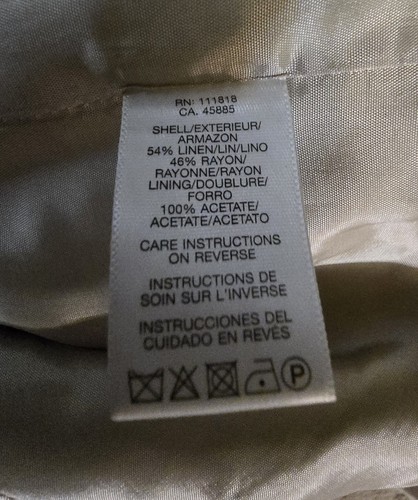 RN: 111818
CA. 45885
SHELL/EXTERIEUR/
ARMAZON
54% LINEN/LIN/LINO
46% RAYON/
RAYONNE/RAYON
LINING/DOUBLURE/
FORRO
100% ACETATE/
ACETATE/ACETATO
CARE INSTRUCTIONS
ON REVERSE
INSTRUCTIONS DE
SOIN SUR L'INVERSE
INSTRUCCIONES DEL
CUIDADO EN REVÉS
P